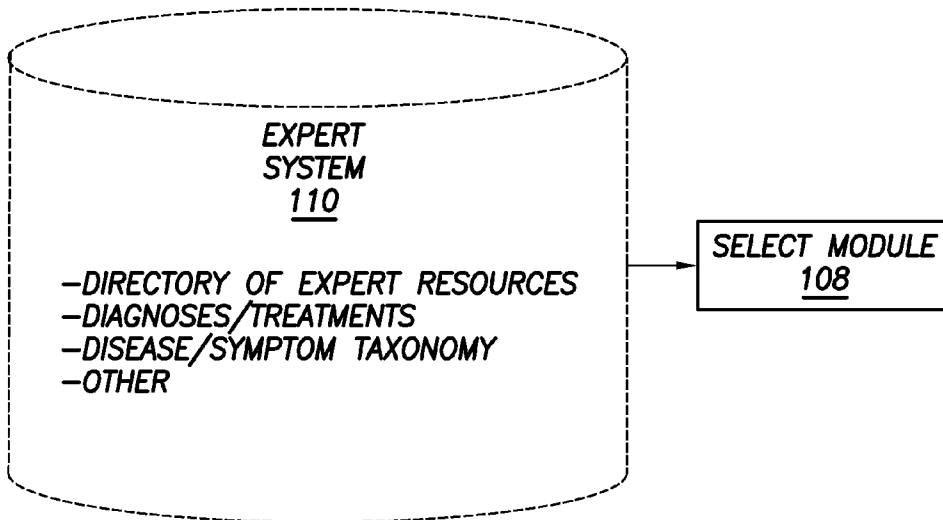 EXPERT
SYSTEM
110
-DIRECTORY OF EXPERT RESOURCES
-DIAGNOSES/TREATMENTS
-DISEASE/SYMPTOM TAXONOMY
-OTHER
SELECT MODULE
108